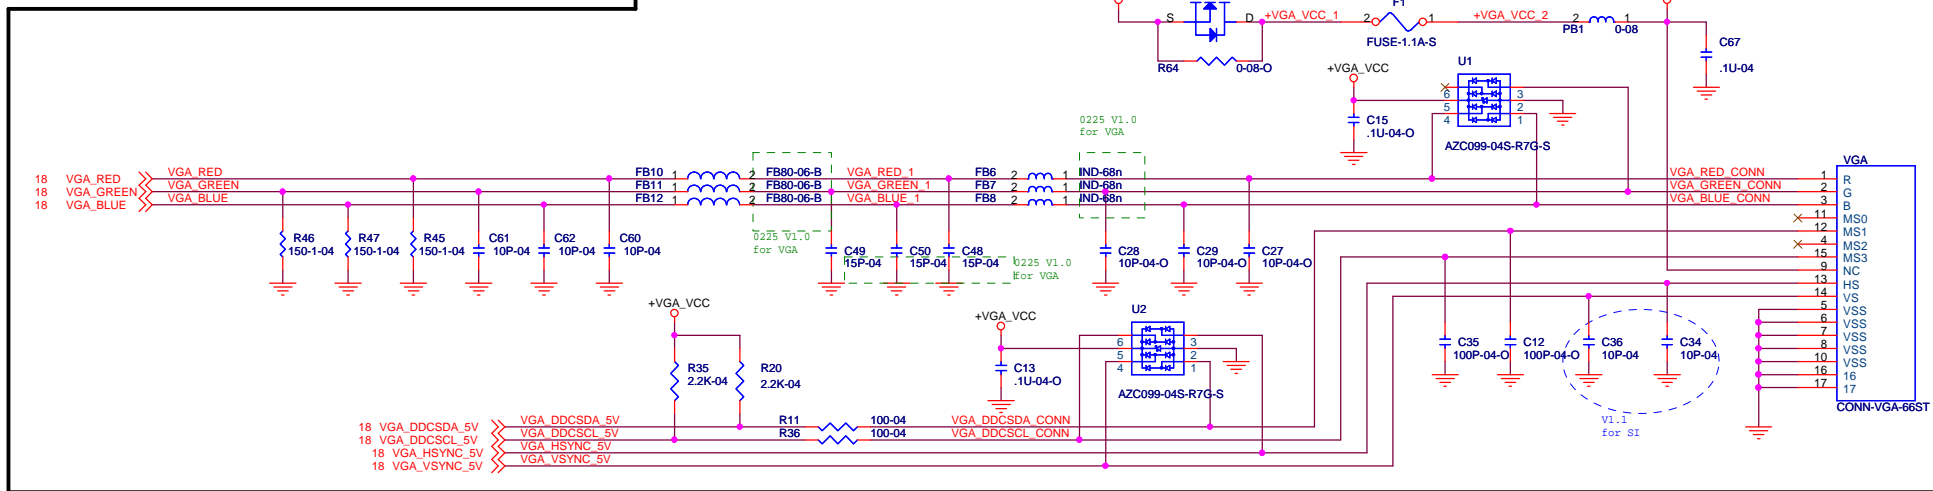 F1
S
D
+VGA_VCC_1
2
1
+VGA_VCC_2
2
1
PB1
0-08
FUSE-1.1A-S
C67
.1U-04
R64
0-08-O
+VGA_VCC
U1
6
5
4
3
2
1
C15
.1U-04-O
AZC099-04S-R7G-S
0225 V1.0
for VGA
18 VGA_RED
18 VGA_GREEN
18 VGA_BLUE
VGA_RED
VGA_GREEN
VGA_BLUE
FB10 1 2 FB80-06-B
FB11 1 2 FB80-06-B
FB12 1 2 FB80-06-B
VGA_RED_1
VGA_GREEN_1
VGA_BLUE_1
FB6 2 1 IND-68n
FB7 2 1 IND-68n
FB8 2 1 IND-68n
VGA_RED_CONN
VGA_GREEN_CONN
VGA_BLUE_CONN
VGA
1 R
2 G
3 B
11 MS0
12 MS1
4 MS2
15 MS3
9 NC
13 HS
14 VS
5 VSS
6 VSS
7 VSS
8 VSS
10 VSS
16 16
17 17
CONN-VGA-66ST
R46
150-1-04
R47
150-1-04
R45
150-1-04
C61
10P-04
C62
10P-04
C60
10P-04
0225 V1.0
for VGA
C49
15P-04
C50
15P-04
C48
15P-04
0225 V1.0
for VGA
C28
10P-04-O
C29
10P-04-O
C27
10P-04-O
+VGA_VCC
R35
2.2K-04
R20
2.2K-04
+VGA_VCC
C13
.1U-04-O
U2
6
5
4
3
2
1
AZC099-04S-R7G-S
C35
100P-04-O
C12
100P-04-O
C36
10P-04
C34
10P-04
V1.1
for SI
18 VGA_DDCSDA_5V
18 VGA_DDCSCL_5V
18 VGA_HSYNC_5V
18 VGA_VSYNC_5V
VGA_DDCSDA_5V
VGA_DDCSCL_5V
VGA_HSYNC_5V
VGA_VSYNC_5V
R11 100-04
R36 100-04
VGA_DDCSDA_CONN
VGA_DDCSCL_CONN